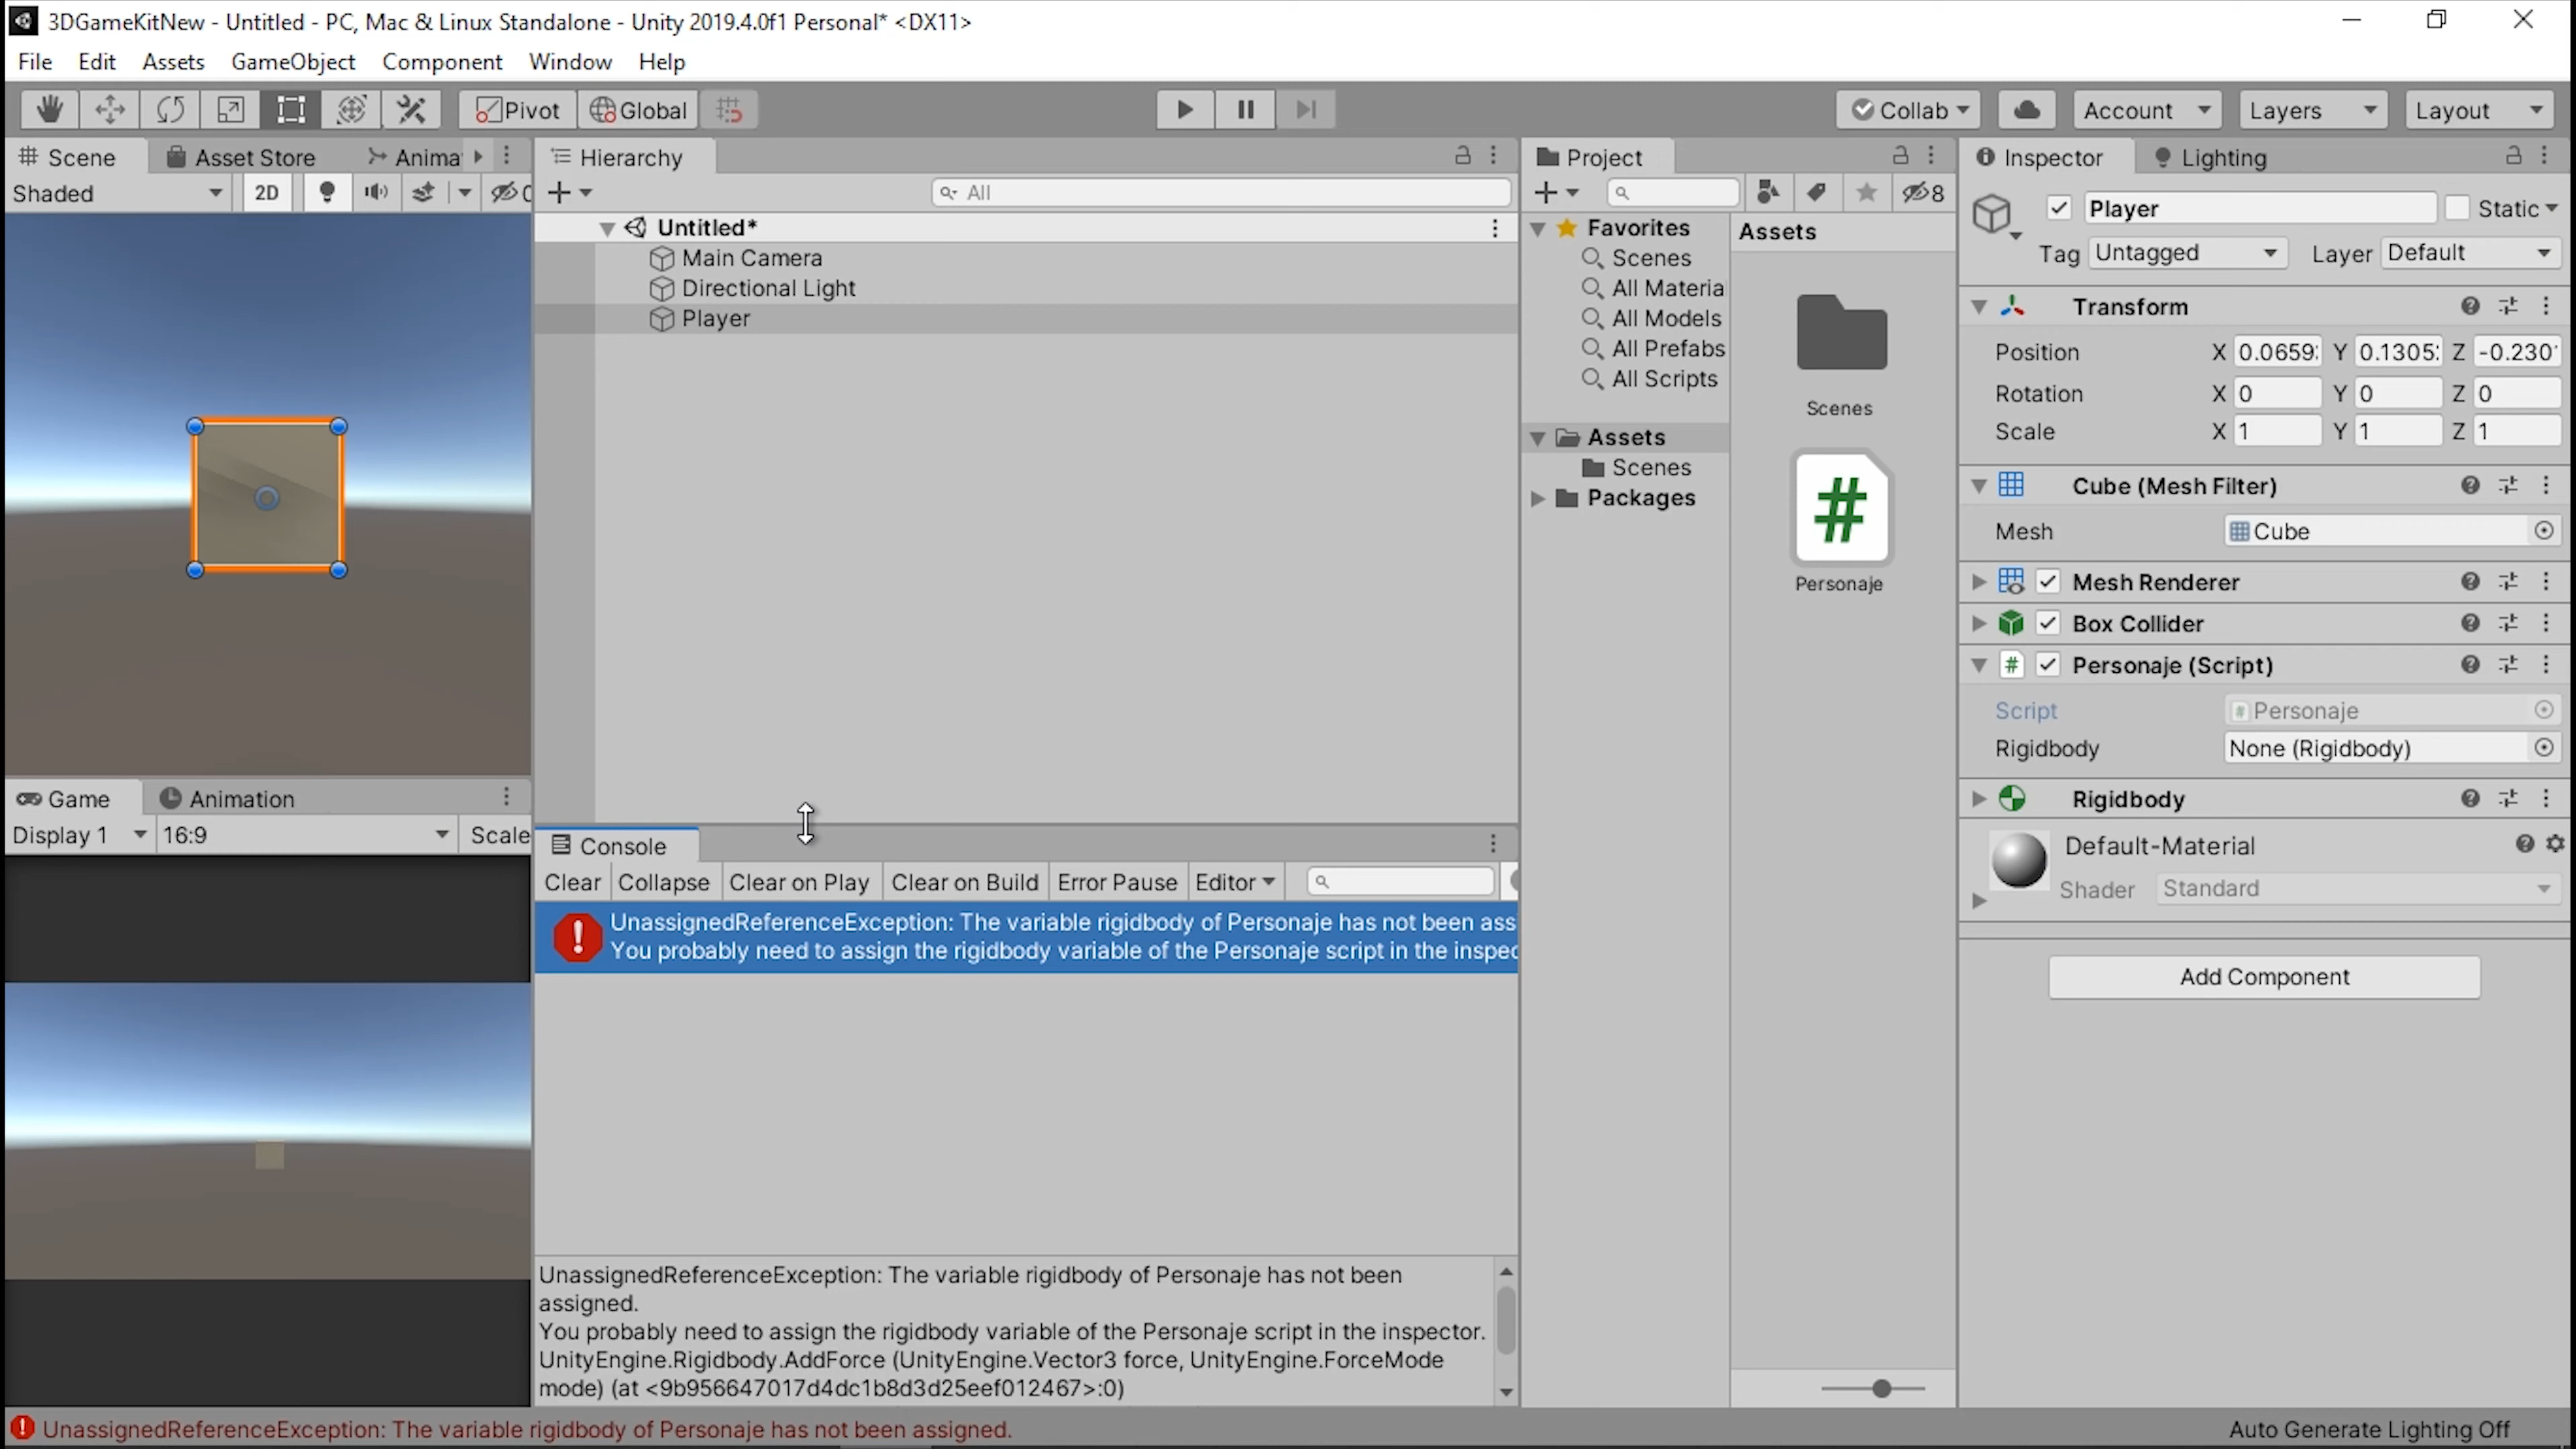 3DGameKitNew - Untitled - PC, Mac & Linux Standalone - Unity 2019.4.0f1 Personal* <DX11>
File Edit Assets GameObject Component Window Help
Pivot Global Collab Account Layers Layout
Scene Asset Store Anima
Shaded 2D 0
Hierarchy
All
Untitled*
Main Camera
Directional Light
Player
Game Animation
Display 1 16:9 Scale
Console
Clear Collapse Clear on Play Clear on Build Error Pause Editor
UnassignedReferenceException: The variable rigidbody of Personaje has not been ass
You probably need to assign the rigidbody variable of the Personaje script in the inspec
UnassignedReferenceException: The variable rigidbody of Personaje has not been
assigned.
You probably need to assign the rigidbody variable of the Personaje script in the inspector.
UnityEngine.Rigidbody.AddForce (UnityEngine.Vector3 force, UnityEngine.ForceMode
mode) (at <9b956647017d4dc1b8d3d25eef012467>:0)
Project
8
Favorites
Scenes
All Materia
All Models
All Prefabs
All Scripts
Assets
Scenes
Packages
Assets
Scenes
#
Personaje
Inspector Lighting
Player Static
Tag Untagged Layer Default
Transform
Position X 0.0659 Y 0.1305 Z -0.230
Rotation X 0 Y 0 Z 0
Scale X 1 Y 1 Z 1
Cube (Mesh Filter)
Mesh Cube
Mesh Renderer
Box Collider
# Personaje (Script)
Script # Personaje
Rigidbody None (Rigidbody)
Rigidbody
Default-Material
Shader Standard
Add Component
UnassignedReferenceException: The variable rigidbody of Personaje has not been assigned.
Auto Generate Lighting Off